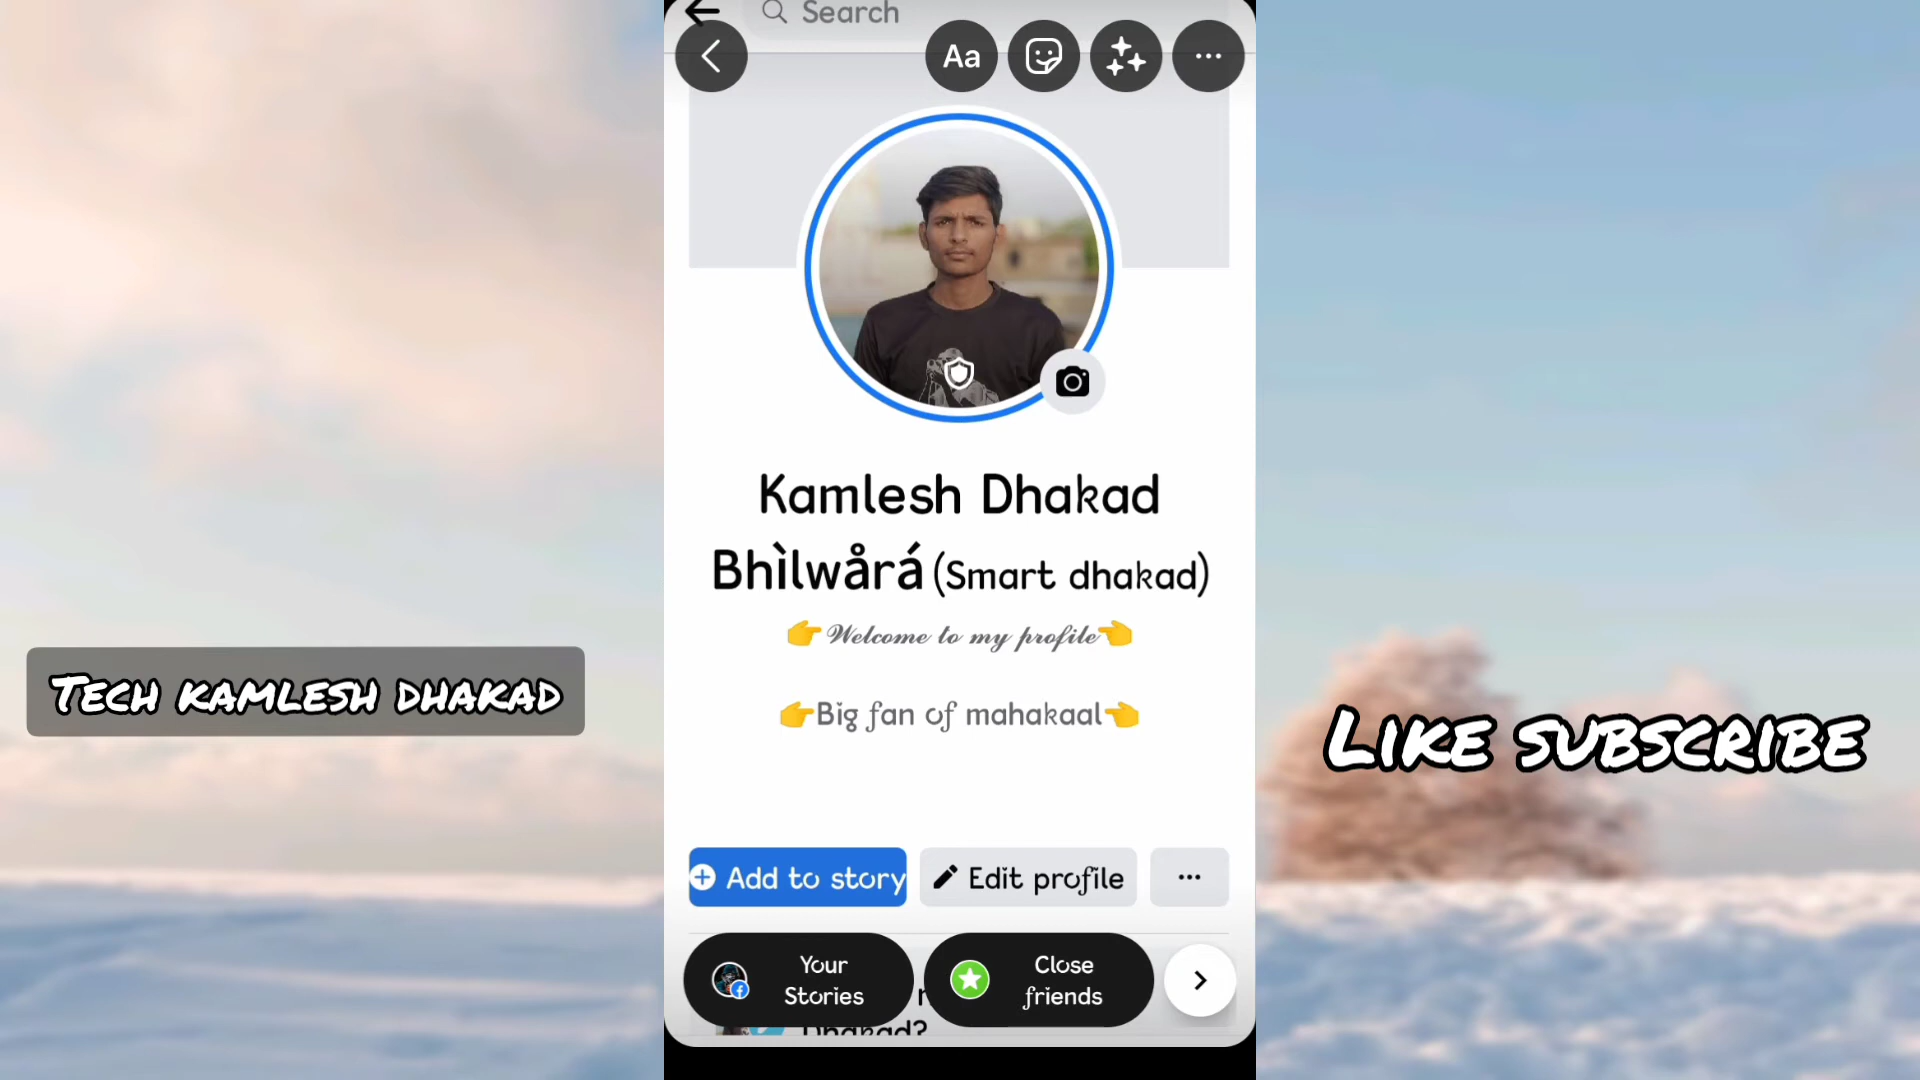 Search
Aa
Kamlesh Dhakad
Bhìlwårá (Smart dhakad)
👉𝓦𝓮𝓵𝓬𝓸𝓶𝓮 𝓽𝓸 𝓶𝔂 𝓹𝓻𝓸𝓯𝓲𝓵𝓮👈
👉Big fan of mahakaal👈
TECH KAMLESH DHAKAD
LIKE SUBSCRIBE
Add to story
Edit profile
Your
Stories
Close
friends
Dhakad?